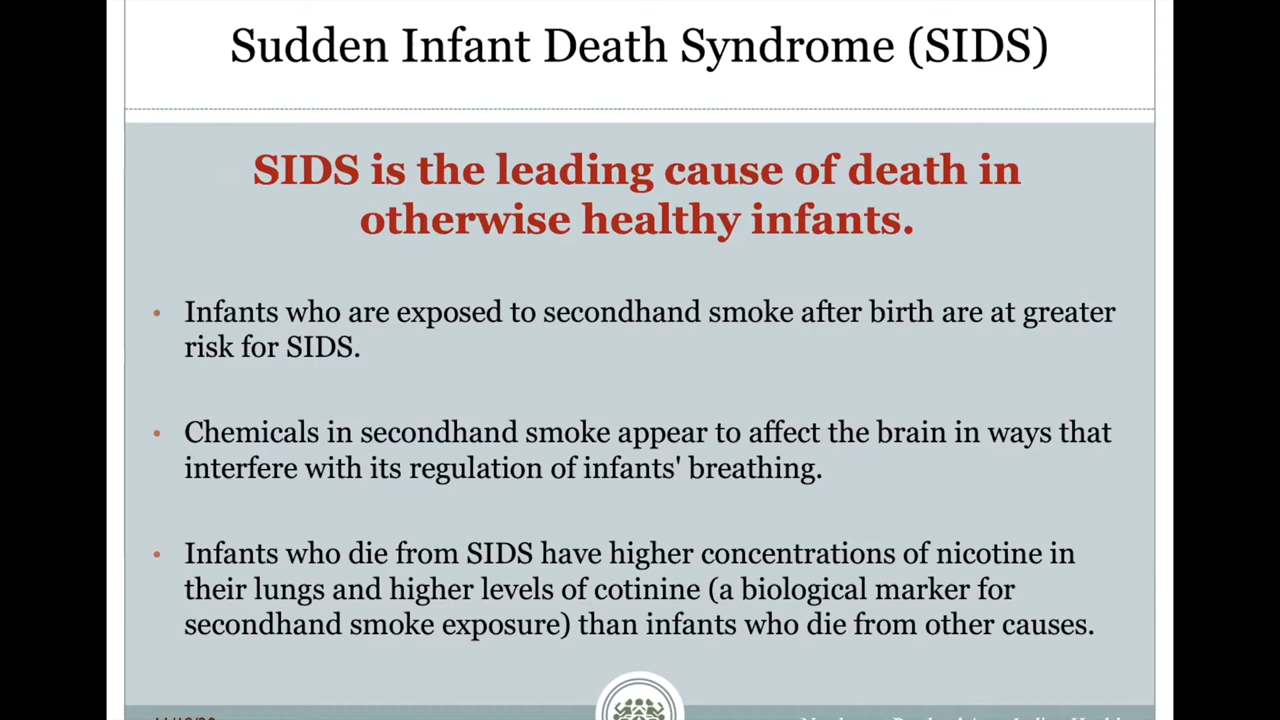 Sudden Infant Death Syndrome (SIDS)
SIDS is the leading cause of death in
otherwise healthy infants.
• Infants who are exposed to secondhand smoke after birth are at greater
risk for SIDS.
• Chemicals in secondhand smoke appear to affect the brain in ways that
interfere with its regulation of infants' breathing.
• Infants who die from SIDS have higher concentrations of nicotine in
their lungs and higher levels of cotinine (a biological marker for
secondhand smoke exposure) than infants who die from other causes.